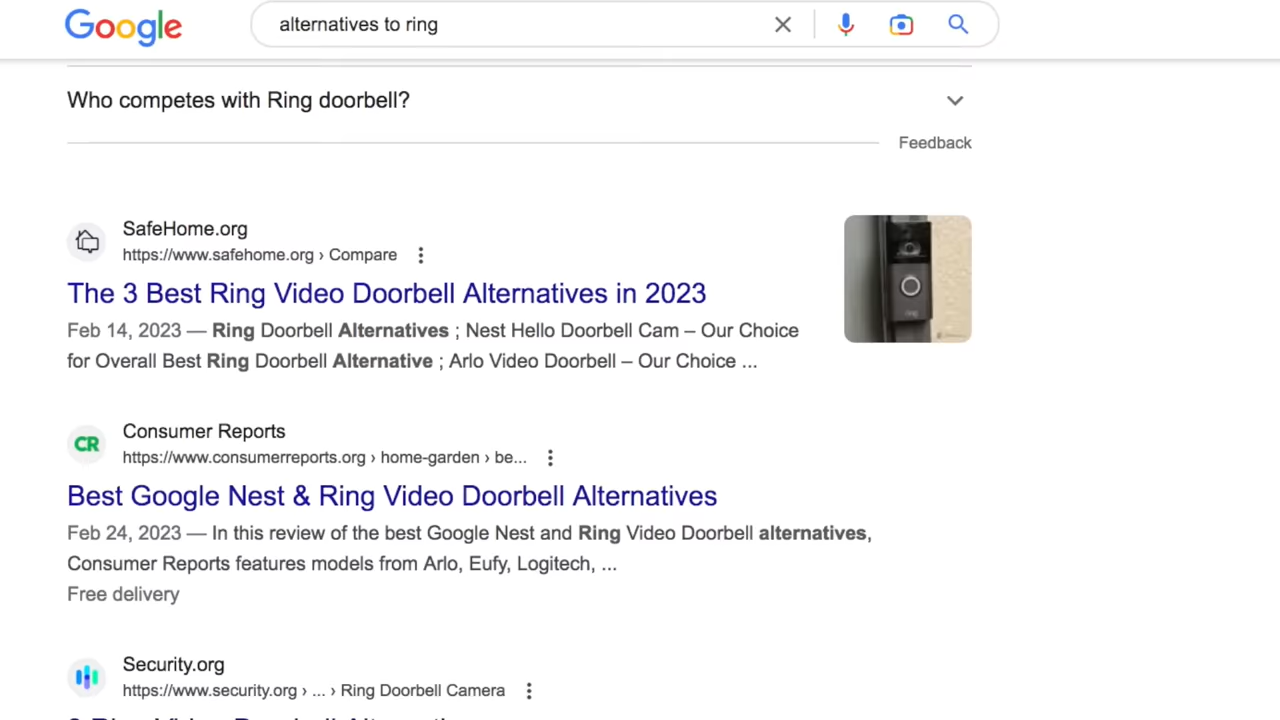 Google
alternatives to ring
Who competes with Ring doorbell?
Feedback
SafeHome.org
https://www.safehome.org › Compare
The 3 Best Ring Video Doorbell Alternatives in 2023
Feb 14, 2023 — Ring Doorbell Alternatives ; Nest Hello Doorbell Cam – Our Choice
for Overall Best Ring Doorbell Alternative ; Arlo Video Doorbell – Our Choice ...
CR
Consumer Reports
https://www.consumerreports.org › home-garden › be...
Best Google Nest & Ring Video Doorbell Alternatives
Feb 24, 2023 — In this review of the best Google Nest and Ring Video Doorbell alternatives,
Consumer Reports features models from Arlo, Eufy, Logitech, ...
Free delivery
Security.org
https://www.security.org › ... › Ring Doorbell Camera